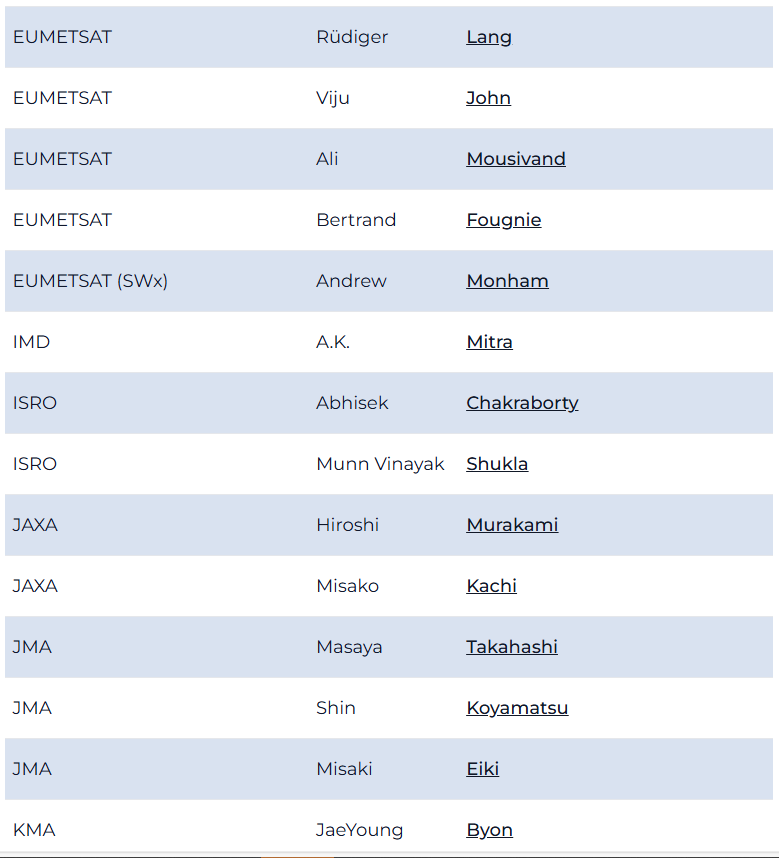 EUMETSAT Rüdiger Lang
EUMETSAT Viju John
EUMETSAT Ali Mousivand
EUMETSAT Bertrand Fougnie
EUMETSAT (SWx) Andrew Monham
IMD A.K. Mitra
ISRO Abhisek Chakraborty
ISRO Munn Vinayak Shukla
JAXA Hiroshi Murakami
JAXA Misako Kachi
JMA Masaya Takahashi
JMA Shin Koyamatsu
JMA Misaki Eiki
KMA JaeYoung Byon